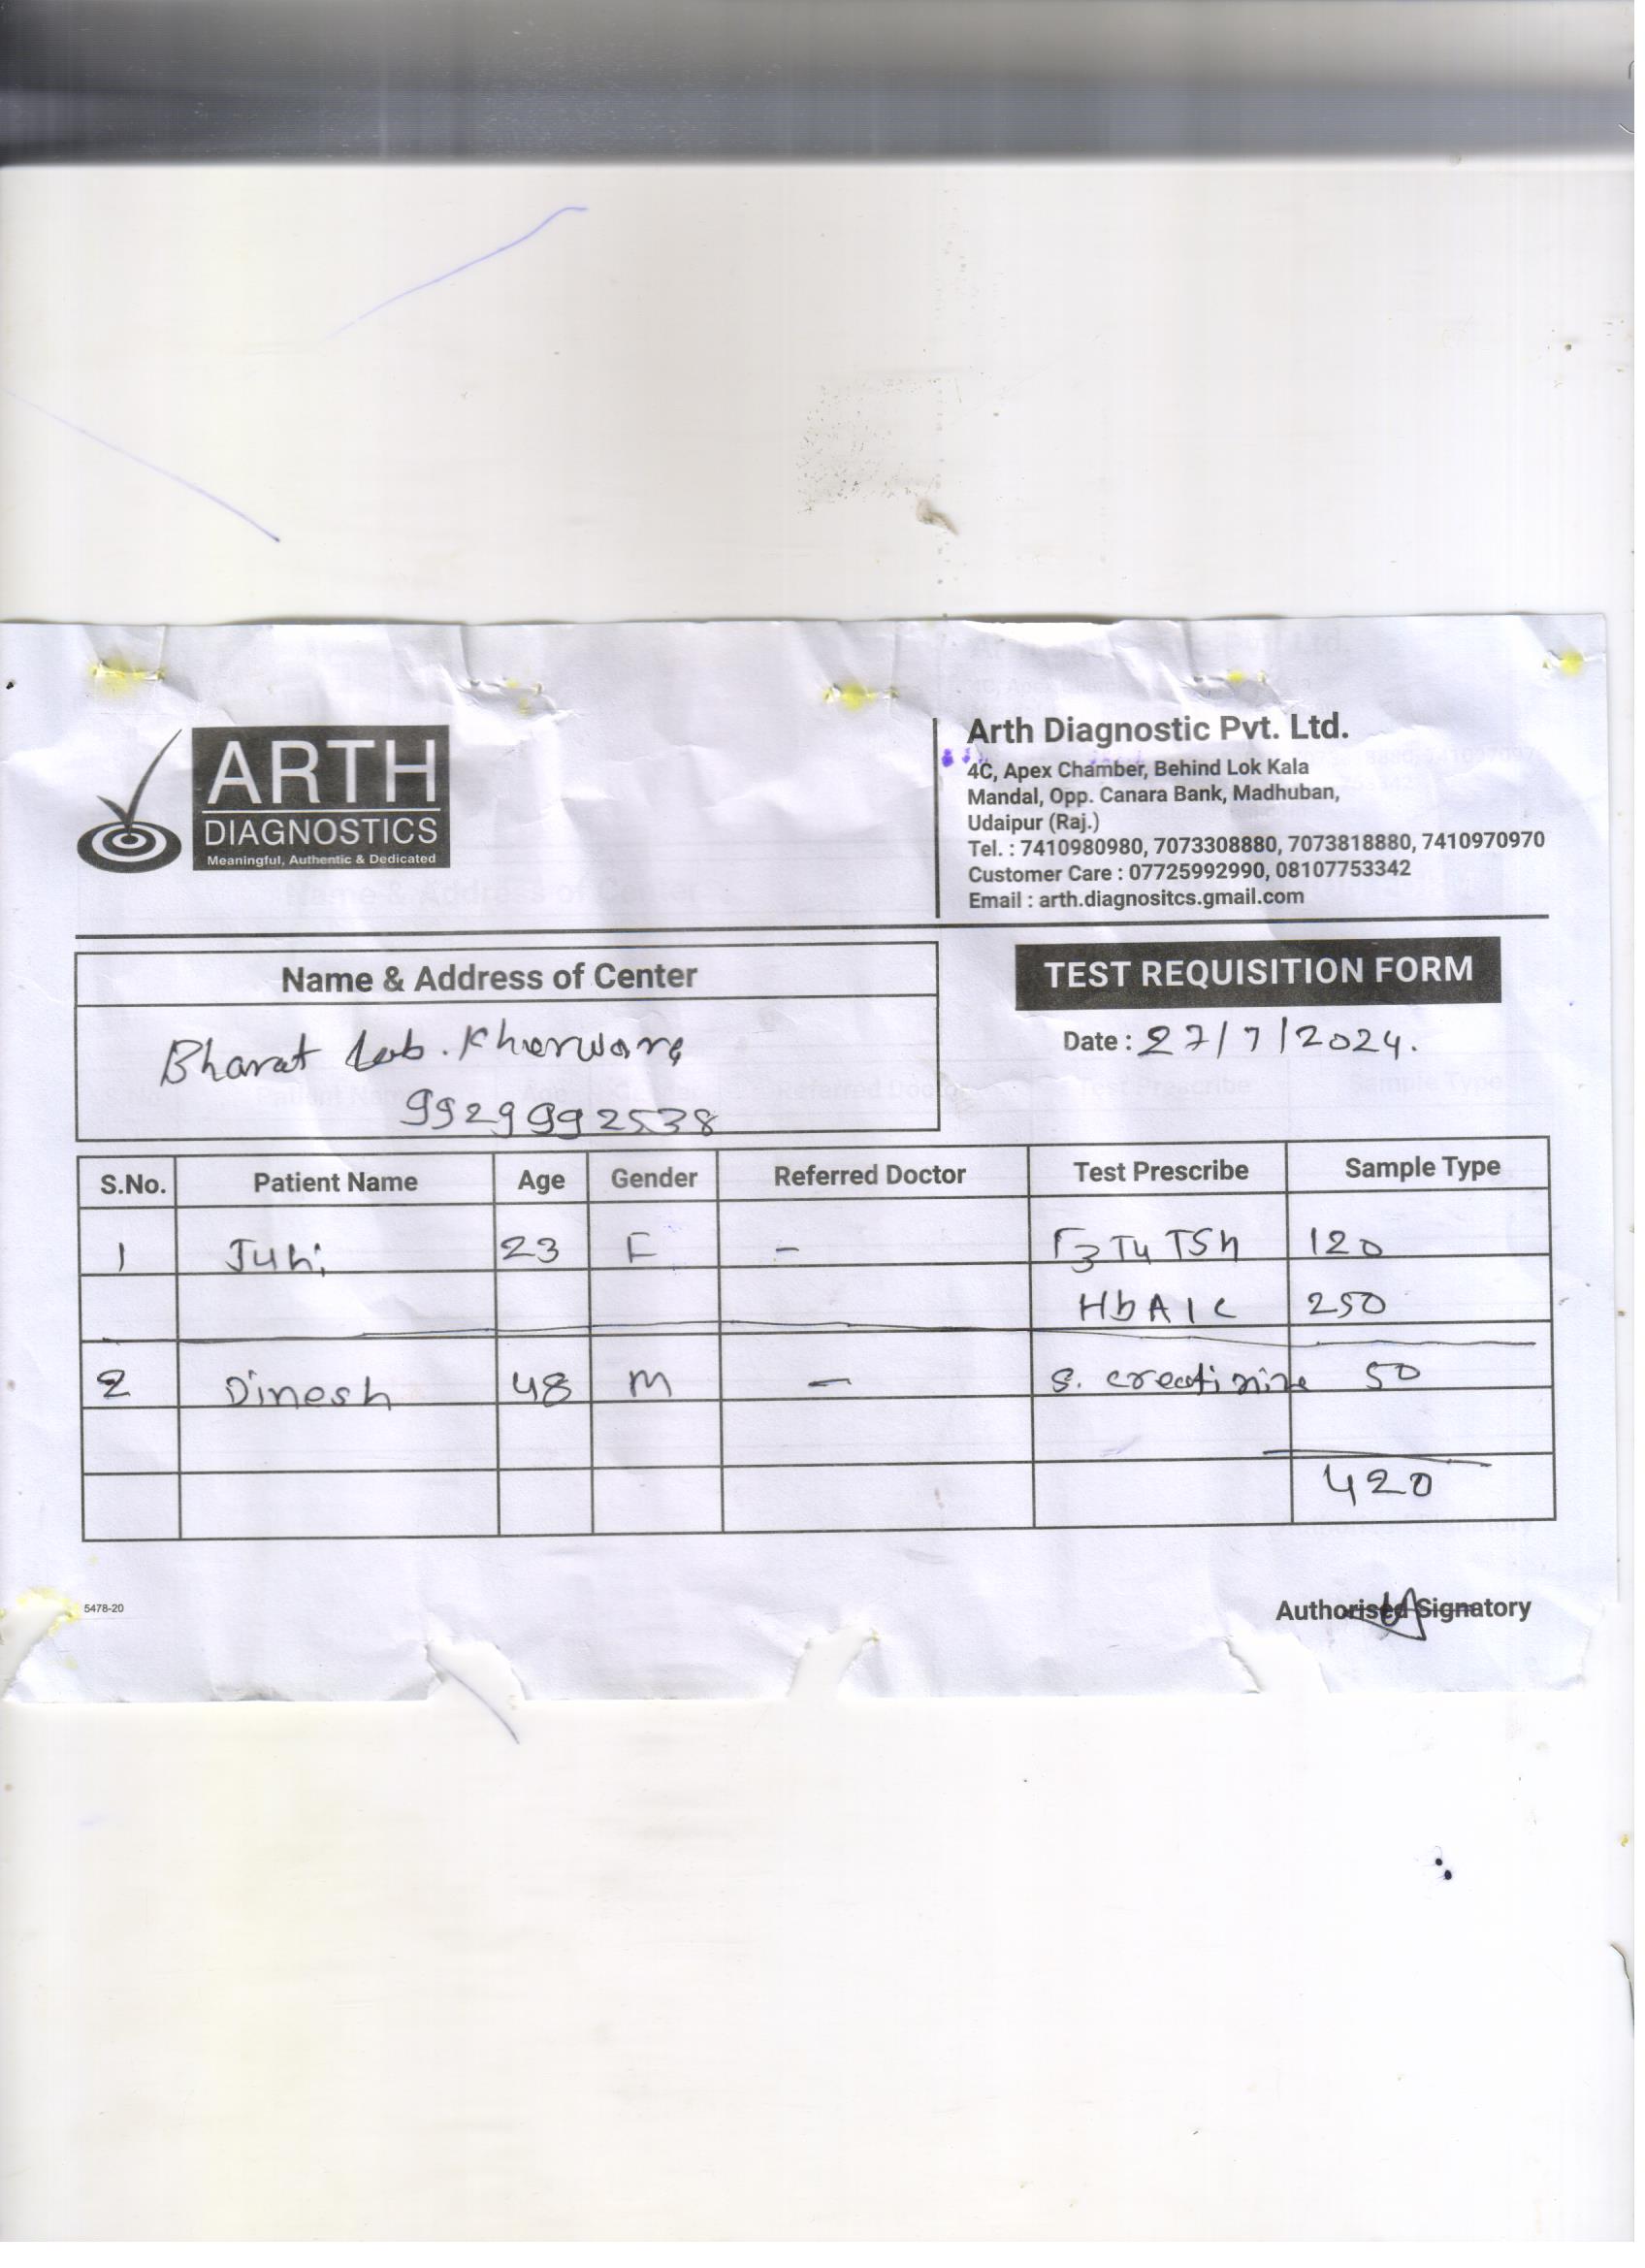 ARTH
DIAGNOSTICS
Meaningful, Authentic & Dedicated
Arth Diagnostic Pvt. Ltd.
4C, Apex Chamber, Behind Lok Kala
Mandal, Opp. Canara Bank, Madhuban,
Udaipur (Raj.)
Tel. : 7410980980, 7073308880, 7073818880, 7410970970
Customer Care : 07725992990, 08107753342
Email : arth.diagnositcs.gmail.com
Name & Address of Center
Bharat Lab. Kherwara
9929992538
TEST REQUISITION FORM
Date : 27/7/2024.
S.No. Patient Name Age Gender Referred Doctor Test Prescribe Sample Type
1 Juhi 23 F - T3 T4 TSh 120
HbA1C 250
2 Dinesh 48 M - S. creatinine 50
420
5478-20
Authorised Signatory